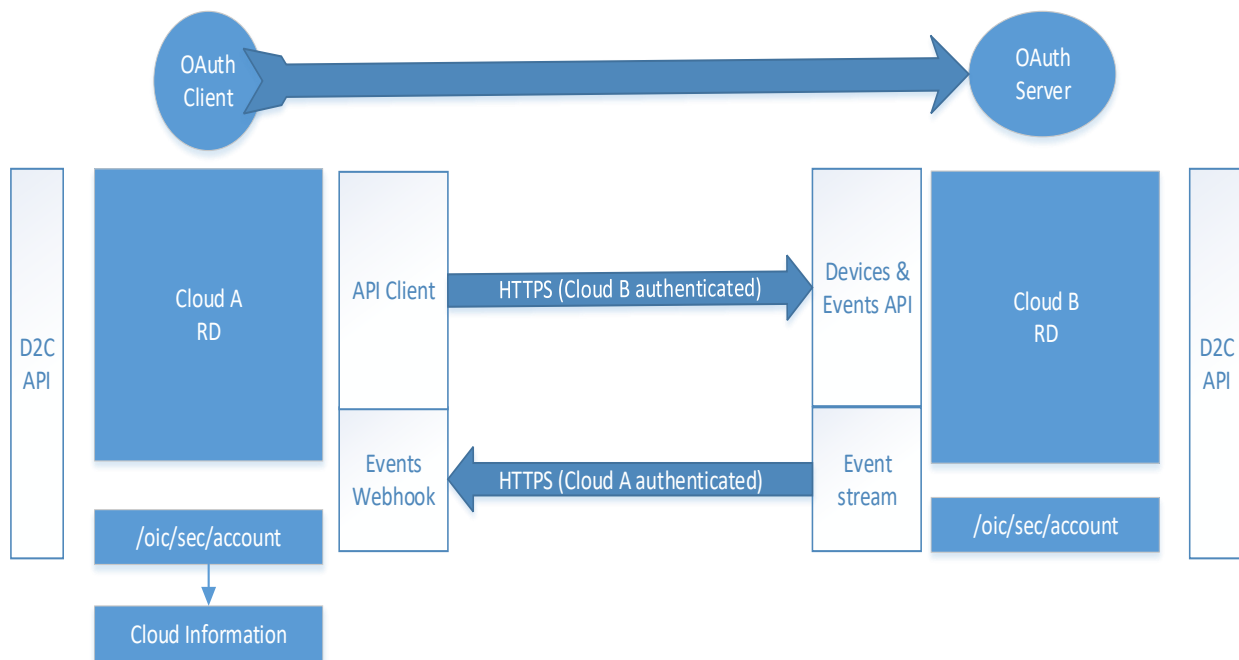 OAuth
Client
OAuth
Server
D2C
API
Cloud A
RD
API Client
HTTPS (Cloud B authenticated)
Devices &
Events API
Cloud B
RD
D2C
API
Events
Webhook
HTTPS (Cloud A authenticated)
Event
stream
/oic/sec/account
/oic/sec/account
Cloud Information